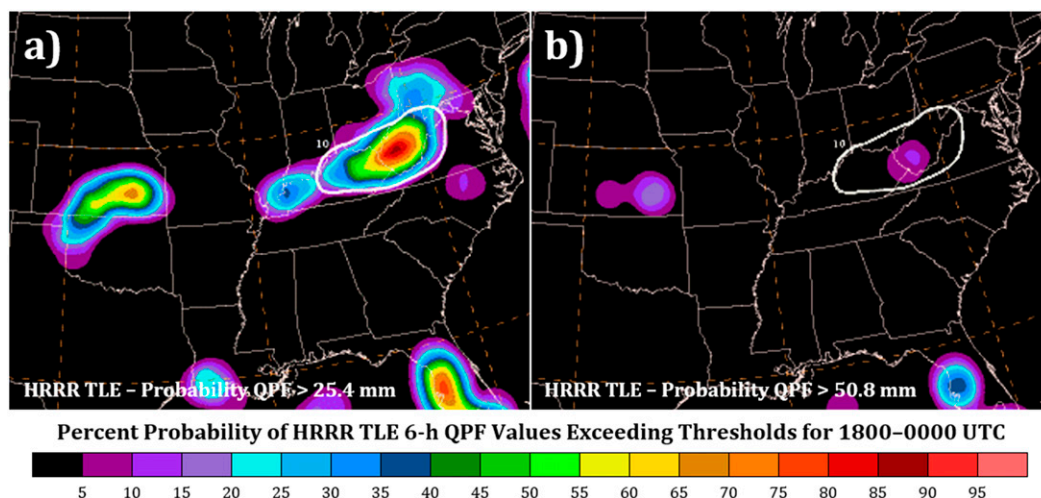 a)
b)
10
10
HRRR TLE – Probability QPF > 25.4 mm
HRRR TLE – Probability QPF > 50.8 mm
Percent Probability of HRRR TLE 6-h QPF Values Exceeding Thresholds for 1800–0000 UTC
5 10 15 20 25 30 35 40 45 50 55 60 65 70 75 80 85 90 95